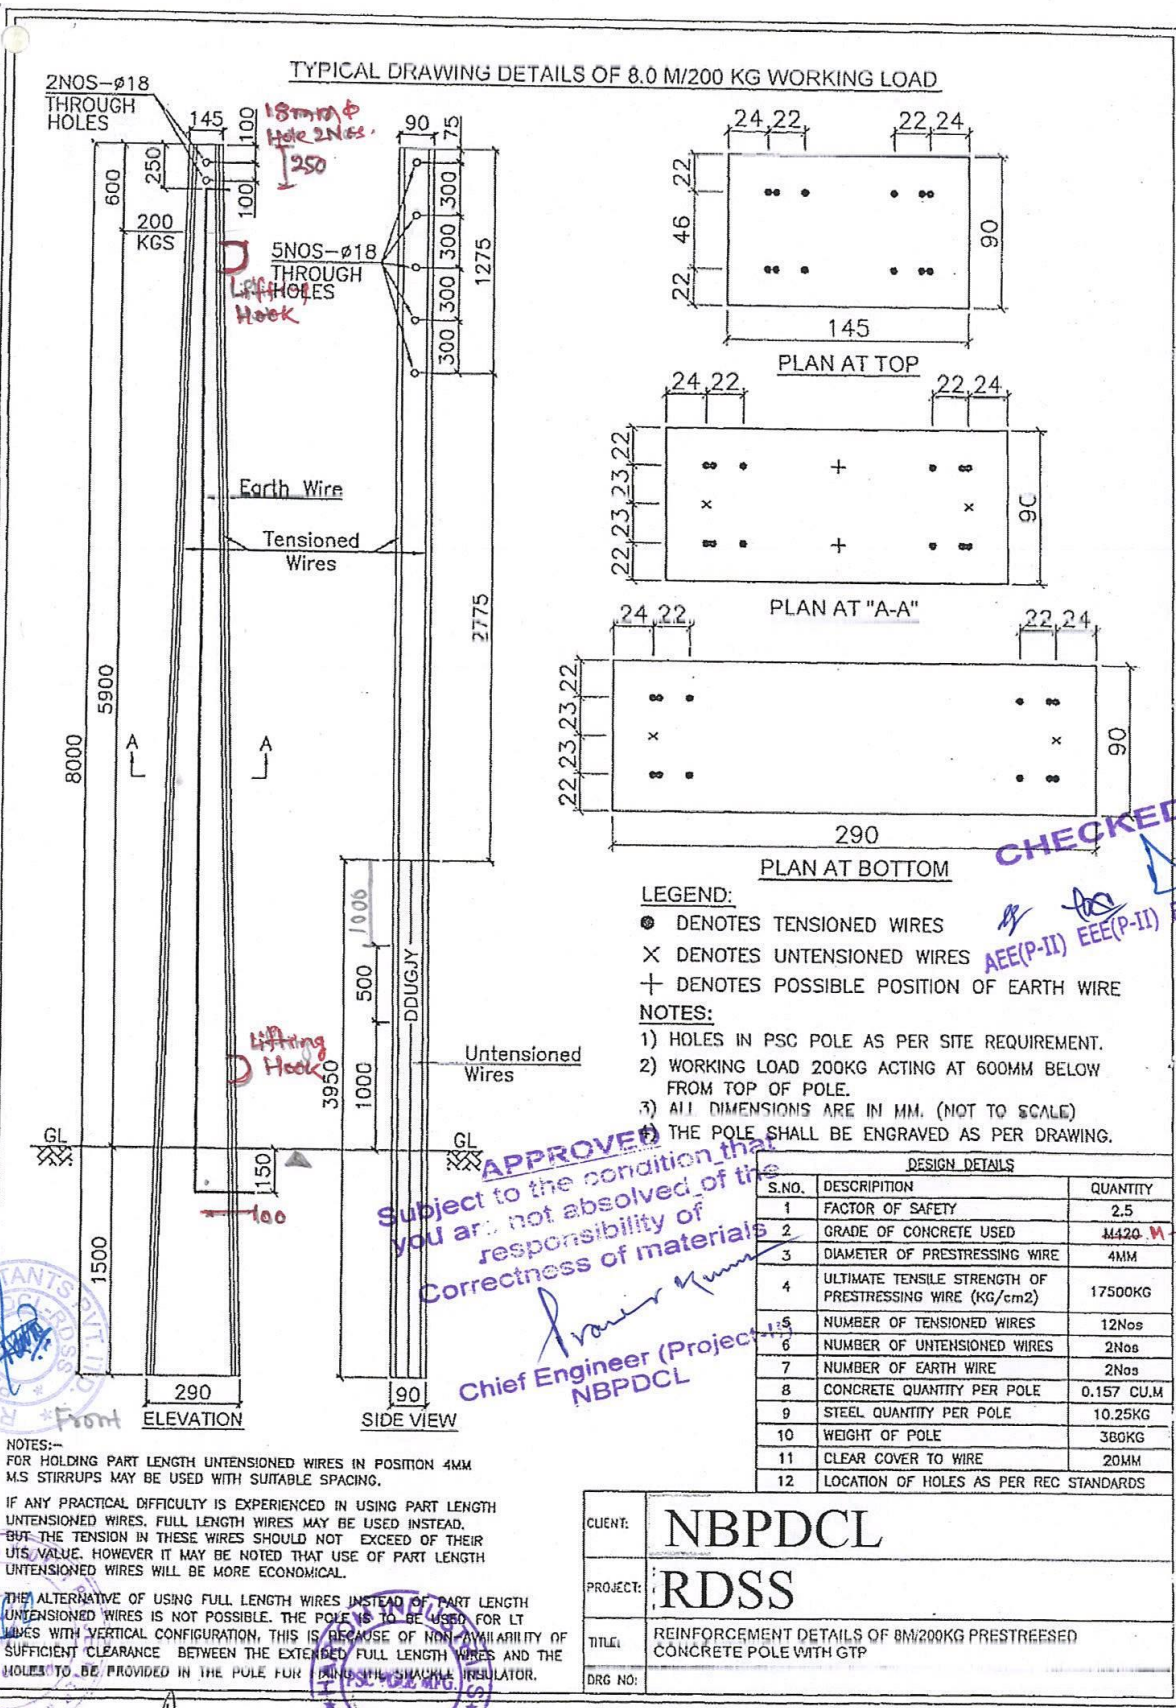 TYPICAL DRAWING DETAILS OF 8.0 M/200 KG WORKING LOAD
2NOS-ø18
THROUGH
HOLES
145
100
18mm ϕ
Hole 2Nos.
250
250
100
600
200
KGS
Lifting
Hook
90
75
300
300
300
300
1275
5NOS-ø18
THROUGH
HOLES
Earth Wire
Tensioned
Wires
2775
5900
8000
A
A
1000
500
1000
3950
DDUGJY
Lifting
Hook
Untensioned
Wires
GL
GL
150
100
1500
290
90
Front
ELEVATION
SIDE VIEW
24 22
22 24
22
46
22
90
145
PLAN AT TOP
24 22
22 24
22
23
23
22
90
PLAN AT "A-A"
24 22
22 24
22
23
23
22
90
290
PLAN AT BOTTOM
CHECKED
AEE(P-II) EEE(P-II)
LEGEND:
● DENOTES TENSIONED WIRES
× DENOTES UNTENSIONED WIRES
+ DENOTES POSSIBLE POSITION OF EARTH WIRE
NOTES:
1) HOLES IN PSC POLE AS PER SITE REQUIREMENT.
2) WORKING LOAD 200KG ACTING AT 600MM BELOW
FROM TOP OF POLE.
3) ALL DIMENSIONS ARE IN MM. (NOT TO SCALE)
4) THE POLE SHALL BE ENGRAVED AS PER DRAWING.
APPROVED
Subject to the condition that
you are not absolved of the
responsibility of
Correctness of materials
Chief Engineer (Project-II)
NBPDCL
DESIGN DETAILS
S.NO. DESCRIPITION QUANTITY
1 FACTOR OF SAFETY 2.5
2 GRADE OF CONCRETE USED M420 M
3 DIAMETER OF PRESTRESSING WIRE 4MM
4 ULTIMATE TENSILE STRENGTH OF
PRESTRESSING WIRE (KG/cm2) 17500KG
5 NUMBER OF TENSIONED WIRES 12Nos
6 NUMBER OF UNTENSIONED WIRES 2Nos
7 NUMBER OF EARTH WIRE 2Nos
8 CONCRETE QUANTITY PER POLE 0.157 CU.M
9 STEEL QUANTITY PER POLE 10.25KG
10 WEIGHT OF POLE 380KG
11 CLEAR COVER TO WIRE 20MM
12 LOCATION OF HOLES AS PER REC STANDARDS
NOTES:-
FOR HOLDING PART LENGTH UNTENSIONED WIRES IN POSITION 4MM
M.S STIRRUPS MAY BE USED WITH SUITABLE SPACING.
IF ANY PRACTICAL DIFFICULTY IS EXPERIENCED IN USING PART LENGTH
UNTENSIONED WIRES, FULL LENGTH WIRES MAY BE USED INSTEAD.
BUT THE TENSION IN THESE WIRES SHOULD NOT EXCEED OF THEIR
UTS VALUE. HOWEVER IT MAY BE NOTED THAT USE OF PART LENGTH
UNTENSIONED WIRES WILL BE MORE ECONOMICAL.
THE ALTERNATIVE OF USING FULL LENGTH WIRES INSTEAD OF PART LENGTH
UNTENSIONED WIRES IS NOT POSSIBLE. THE POLE IS TO BE USED FOR LT
LINES WITH VERTICAL CONFIGURATION, THIS IS BECAUSE OF NON-AVAILABILITY OF
SUFFICIENT CLEARANCE BETWEEN THE EXTENDED FULL LENGTH WIRES AND THE
HOLES TO BE PROVIDED IN THE POLE FOR FIXING THE SHACKLE INSULATOR.
PSC POLE MFG.
CLIENT: NBPDCL
PROJECT: RDSS
TITLE: REINFORCEMENT DETAILS OF 8M/200KG PRESTREESED
CONCRETE POLE WITH GTP
DRG NO: